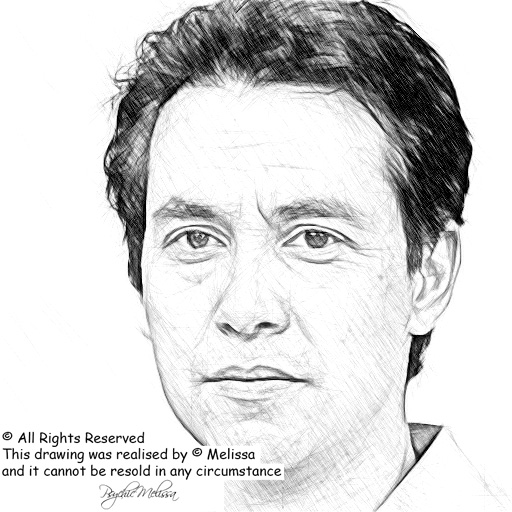 © All Rights Reserved
This drawing was realised by © Melissa
and it cannot be resold in any circumstance
Psychic Melissa